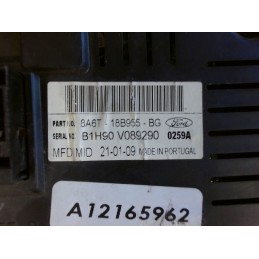 PART NO. 8A6T - 18B955 - BG Ford
SERIAL NO. B1H90 V089290 0259A
MFD MID 21-01-09 MADE IN PORTUGAL
A12165962